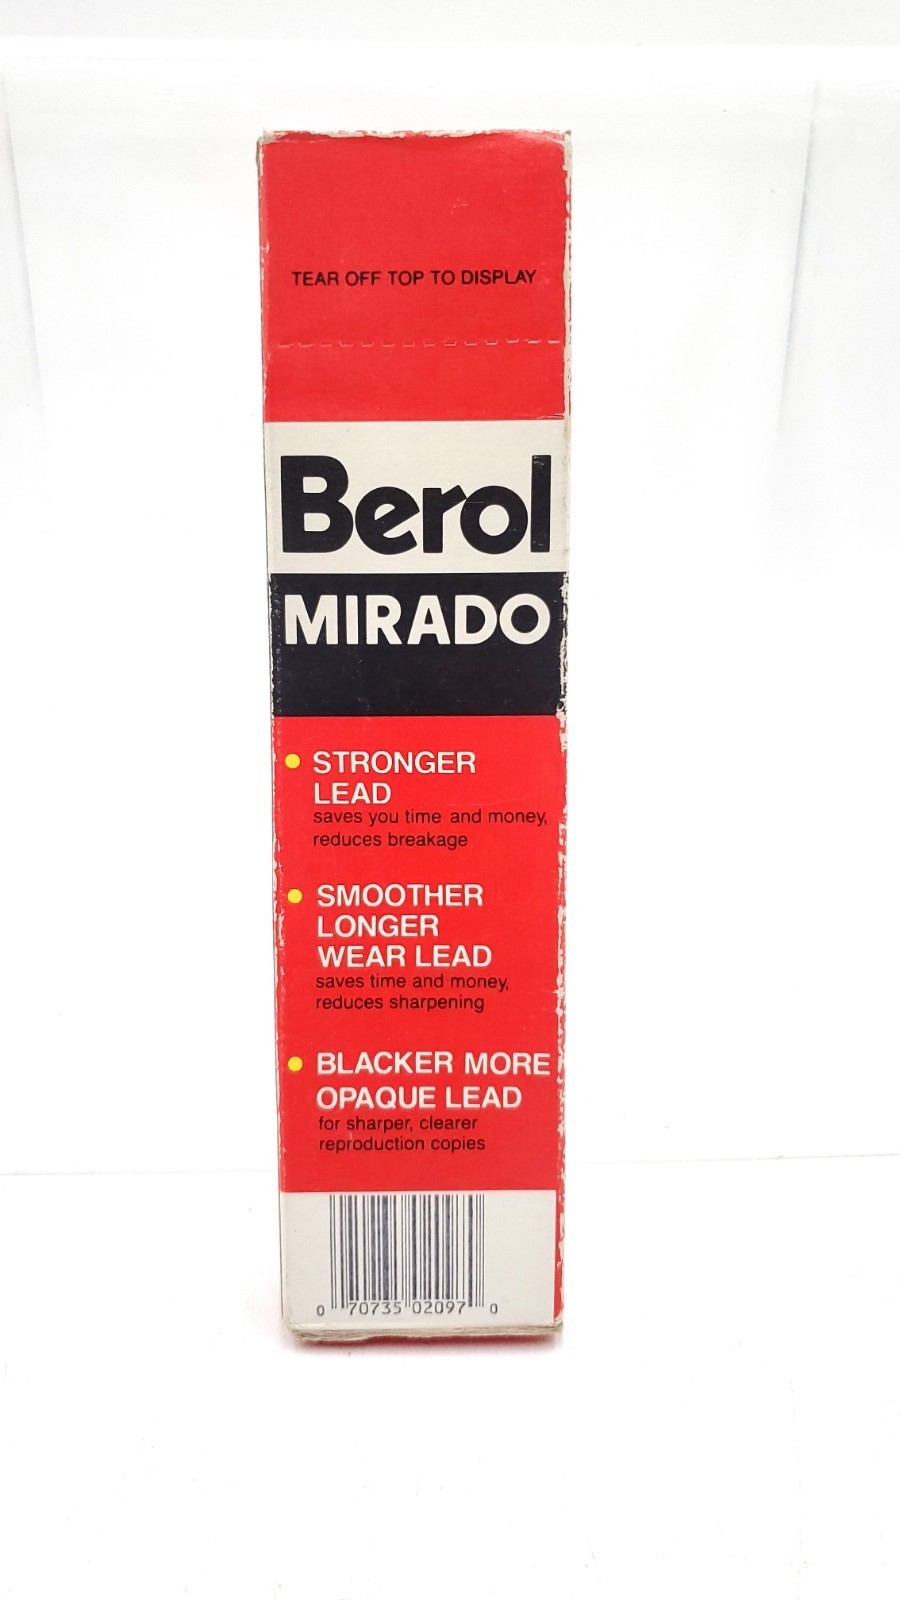 TEAR OFF TOP TO DISPLAY
Berol
MIRADO
STRONGER
LEAD
saves you time and money,
reduces breakage
SMOOTHER
LONGER
WEAR LEAD
saves time and money,
reduces sharpening
BLACKER MORE
OPAQUE LEAD
for sharper, clearer
reproduction copies
0 70735 02097 0